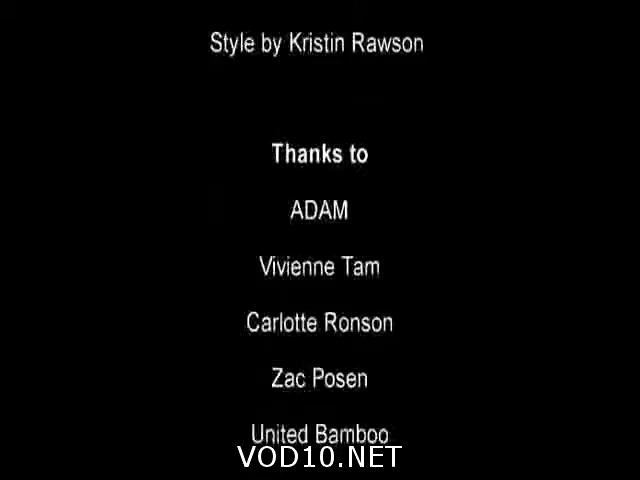 Style by Kristin Rawson
Thanks to
ADAM
Vivienne Tam
Carlotte Ronson
Zac Posen
United Bamboo
VOD10.NET